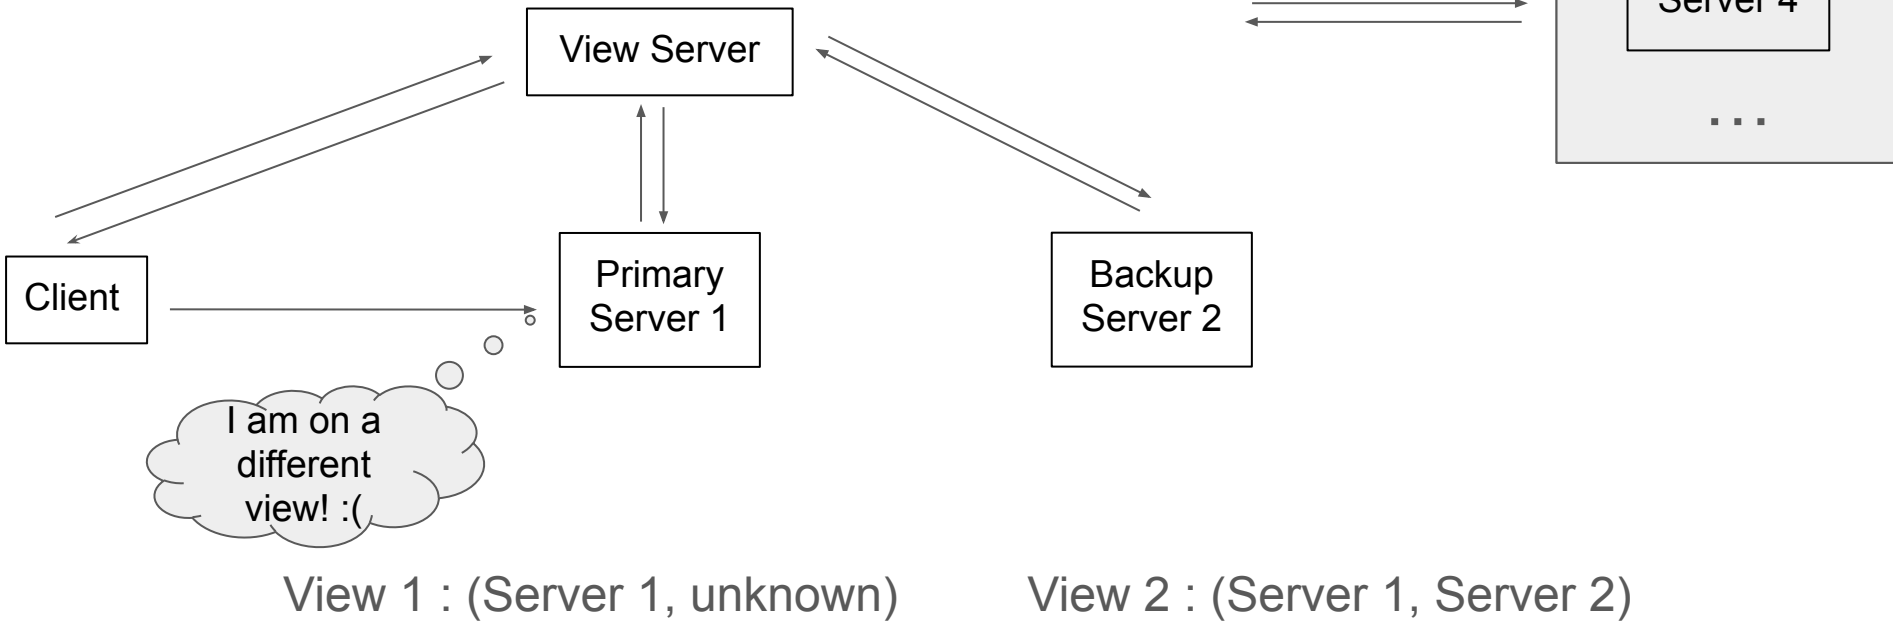 Server 4
View Server
...
Client
Primary
Server 1
Backup
Server 2
I am on a
different
view! :(
View 1 : (Server 1, unknown)
View 2 : (Server 1, Server 2)